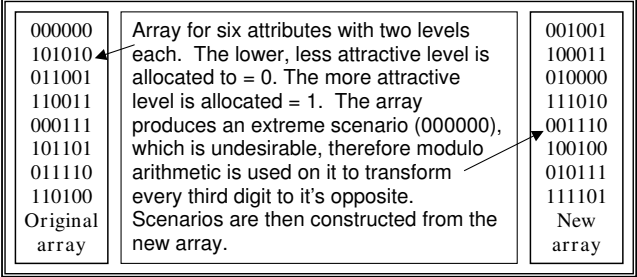 000000
101010
011001
110011
000111
101101
011110
110100
Original
array
Array for six attributes with two levels
each. The lower, less attractive level is
allocated to = 0. The more attractive
level is allocated = 1. The array
produces an extreme scenario (000000),
which is undesirable, therefore modulo
arithmetic is used on it to transform
every third digit to it's opposite.
Scenarios are then constructed from the
new array.
001001
100011
010000
111010
001110
100100
010111
111101
New
array